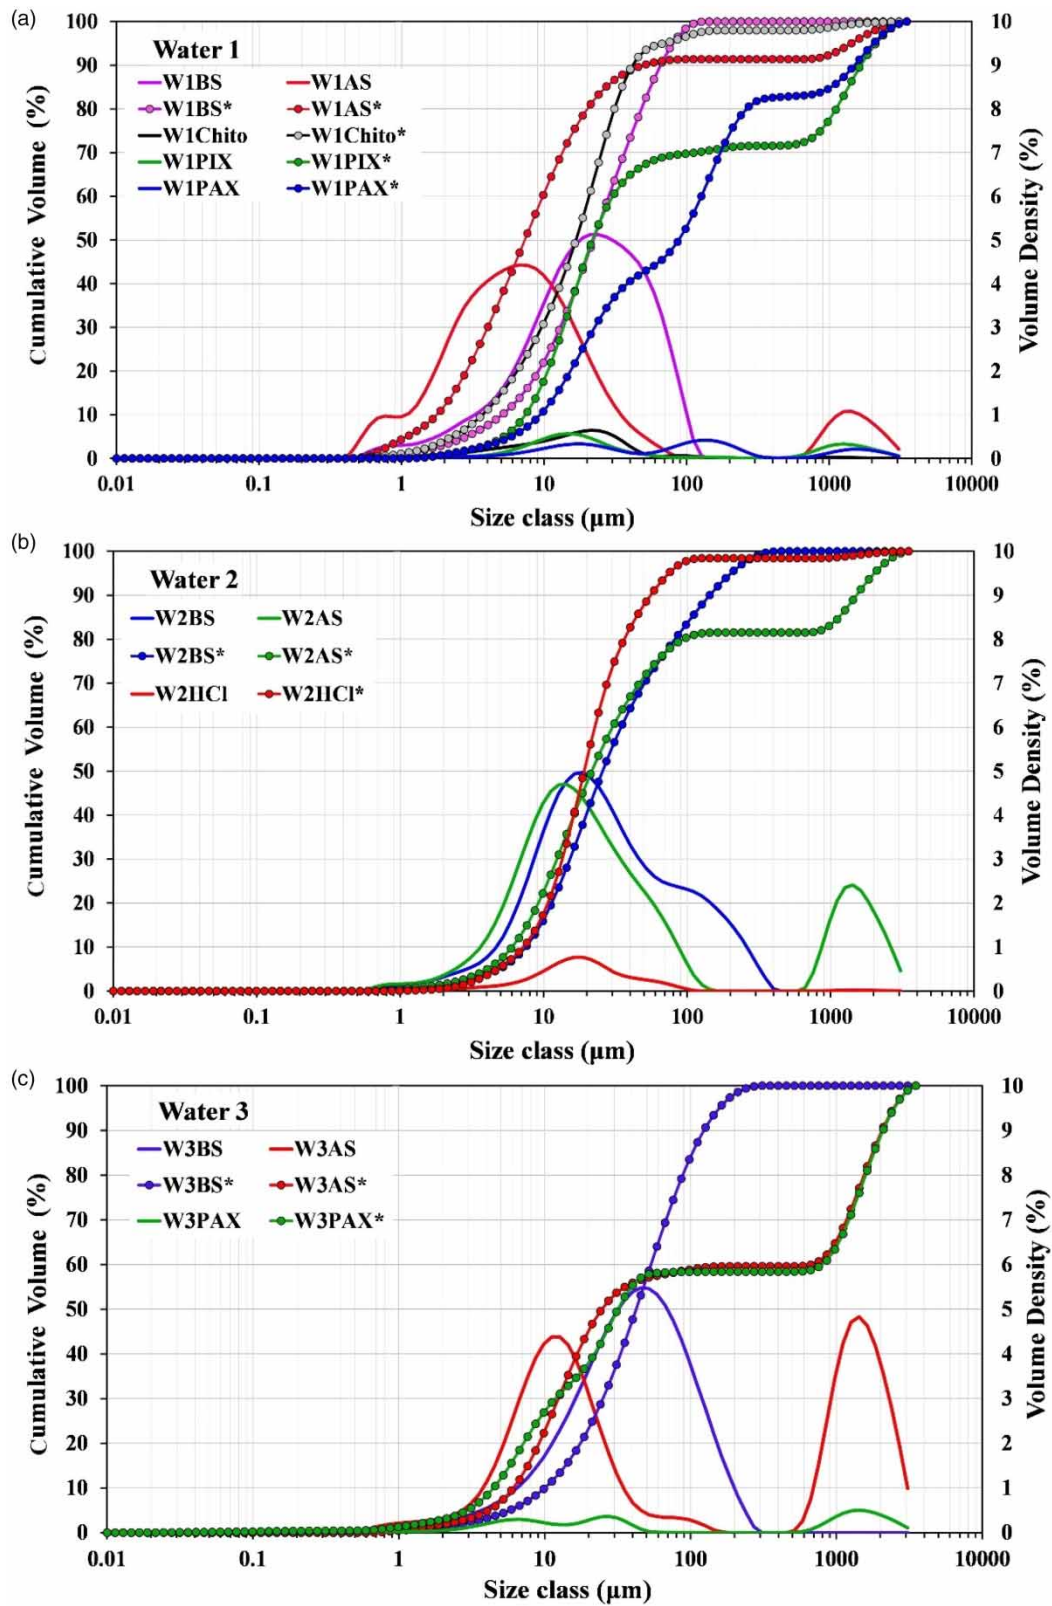 (a)
Water 1
W1BS W1AS
W1BS* W1AS*
W1Chito W1Chito*
W1PIX W1PIX*
W1PAX W1PAX*
Cumulative Volume (%)
100
90
80
70
60
50
40
30
20
10
0
Volume Density (%)
10
9
8
7
6
5
4
3
2
1
0
0.01 0.1 1 10 100 1000 10000
Size class (µm)
(b)
Water 2
W2BS W2AS
W2BS* W2AS*
W2HCl W2HCl*
Cumulative Volume (%)
100
90
80
70
60
50
40
30
20
10
0
Volume Density (%)
10
9
8
7
6
5
4
3
2
1
0
0.01 0.1 1 10 100 1000 10000
Size class (µm)
(c)
Water 3
W3BS W3AS
W3BS* W3AS*
W3PAX W3PAX*
Cumulative Volume (%)
100
90
80
70
60
50
40
30
20
10
0
Volume Density (%)
10
9
8
7
6
5
4
3
2
1
0
0.01 0.1 1 10 100 1000 10000
Size class (µm)